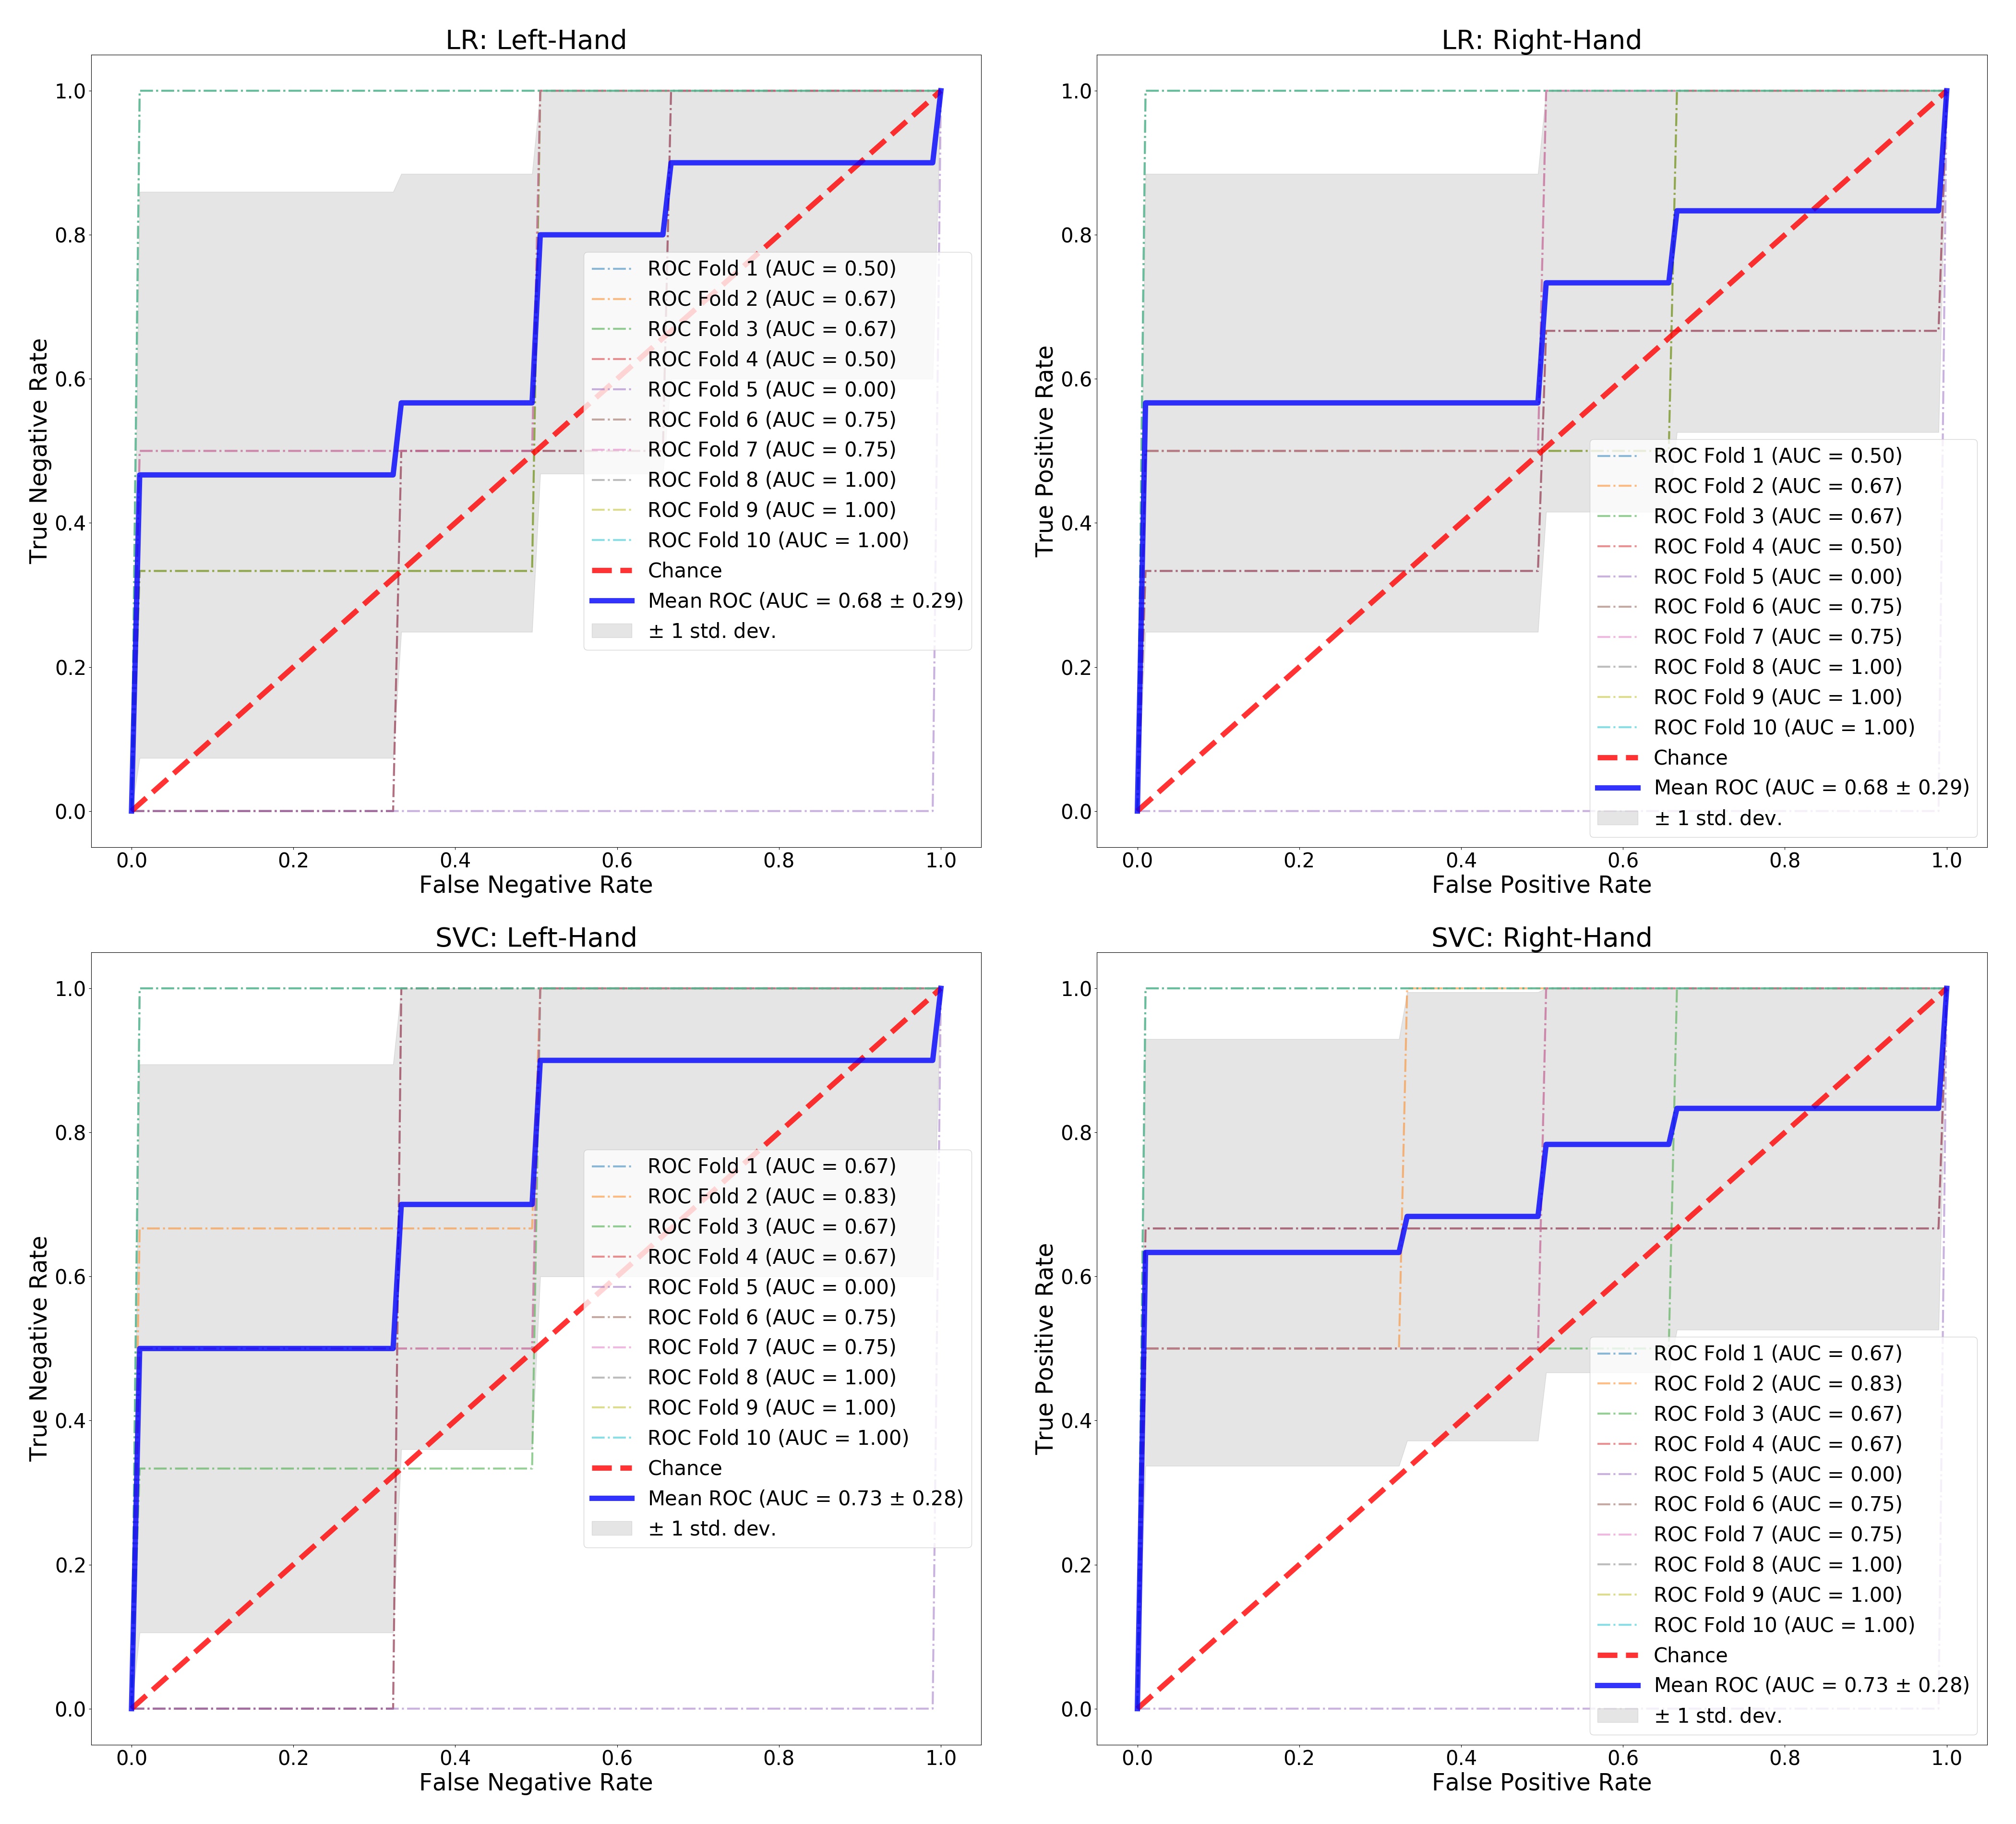 LR: Left-Hand
True Negative Rate
1.0
0.8
0.6
0.4
0.2
0.0
ROC Fold 1 (AUC = 0.50)
ROC Fold 2 (AUC = 0.67)
ROC Fold 3 (AUC = 0.67)
ROC Fold 4 (AUC = 0.50)
ROC Fold 5 (AUC = 0.00)
ROC Fold 6 (AUC = 0.75)
ROC Fold 7 (AUC = 0.75)
ROC Fold 8 (AUC = 1.00)
ROC Fold 9 (AUC = 1.00)
ROC Fold 10 (AUC = 1.00)
Chance
Mean ROC (AUC = 0.68 ± 0.29)
± 1 std. dev.
0.0 0.2 0.4 0.6 0.8 1.0
False Negative Rate
LR: Right-Hand
True Positive Rate
1.0
0.8
0.6
0.4
0.2
0.0
ROC Fold 1 (AUC = 0.50)
ROC Fold 2 (AUC = 0.67)
ROC Fold 3 (AUC = 0.67)
ROC Fold 4 (AUC = 0.50)
ROC Fold 5 (AUC = 0.00)
ROC Fold 6 (AUC = 0.75)
ROC Fold 7 (AUC = 0.75)
ROC Fold 8 (AUC = 1.00)
ROC Fold 9 (AUC = 1.00)
ROC Fold 10 (AUC = 1.00)
Chance
Mean ROC (AUC = 0.68 ± 0.29)
± 1 std. dev.
0.0 0.2 0.4 0.6 0.8 1.0
False Positive Rate
SVC: Left-Hand
True Negative Rate
1.0
0.8
0.6
0.4
0.2
0.0
ROC Fold 1 (AUC = 0.67)
ROC Fold 2 (AUC = 0.83)
ROC Fold 3 (AUC = 0.67)
ROC Fold 4 (AUC = 0.67)
ROC Fold 5 (AUC = 0.00)
ROC Fold 6 (AUC = 0.75)
ROC Fold 7 (AUC = 0.75)
ROC Fold 8 (AUC = 1.00)
ROC Fold 9 (AUC = 1.00)
ROC Fold 10 (AUC = 1.00)
Chance
Mean ROC (AUC = 0.73 ± 0.28)
± 1 std. dev.
0.0 0.2 0.4 0.6 0.8 1.0
False Negative Rate
SVC: Right-Hand
True Positive Rate
1.0
0.8
0.6
0.4
0.2
0.0
ROC Fold 1 (AUC = 0.67)
ROC Fold 2 (AUC = 0.83)
ROC Fold 3 (AUC = 0.67)
ROC Fold 4 (AUC = 0.67)
ROC Fold 5 (AUC = 0.00)
ROC Fold 6 (AUC = 0.75)
ROC Fold 7 (AUC = 0.75)
ROC Fold 8 (AUC = 1.00)
ROC Fold 9 (AUC = 1.00)
ROC Fold 10 (AUC = 1.00)
Chance
Mean ROC (AUC = 0.73 ± 0.28)
± 1 std. dev.
0.0 0.2 0.4 0.6 0.8 1.0
False Positive Rate